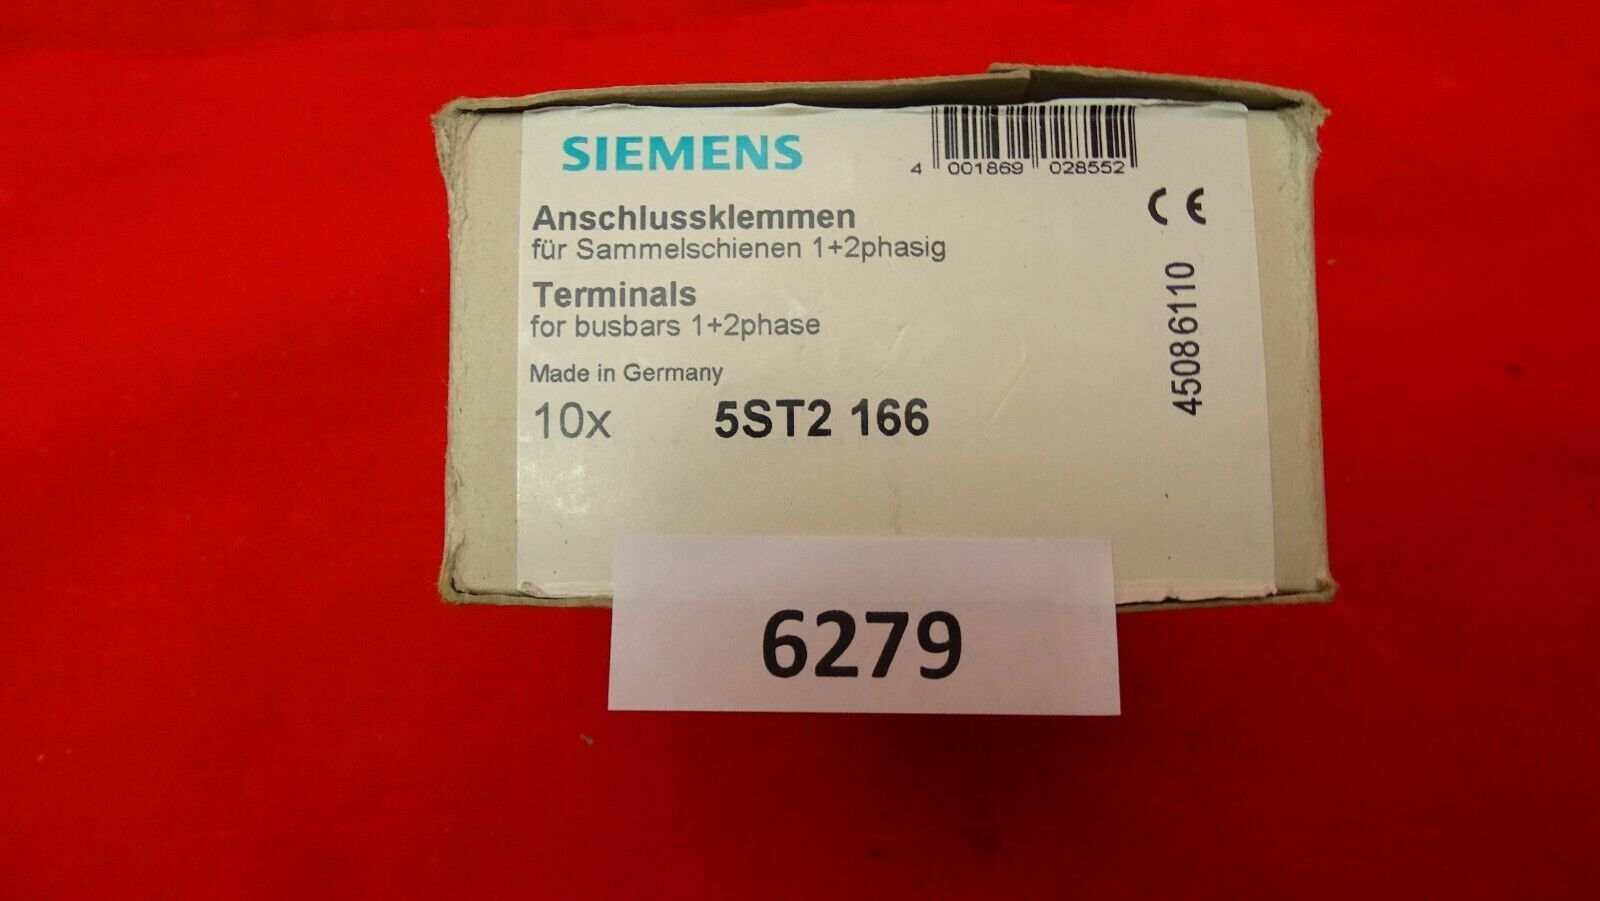 SIEMENS
4 001869 028552
CE
Anschlussklemmen
für Sammelschienen 1+2phasig
Terminals
for busbars 1+2phase
Made in Germany
10x 5ST2 166
45086110
6279